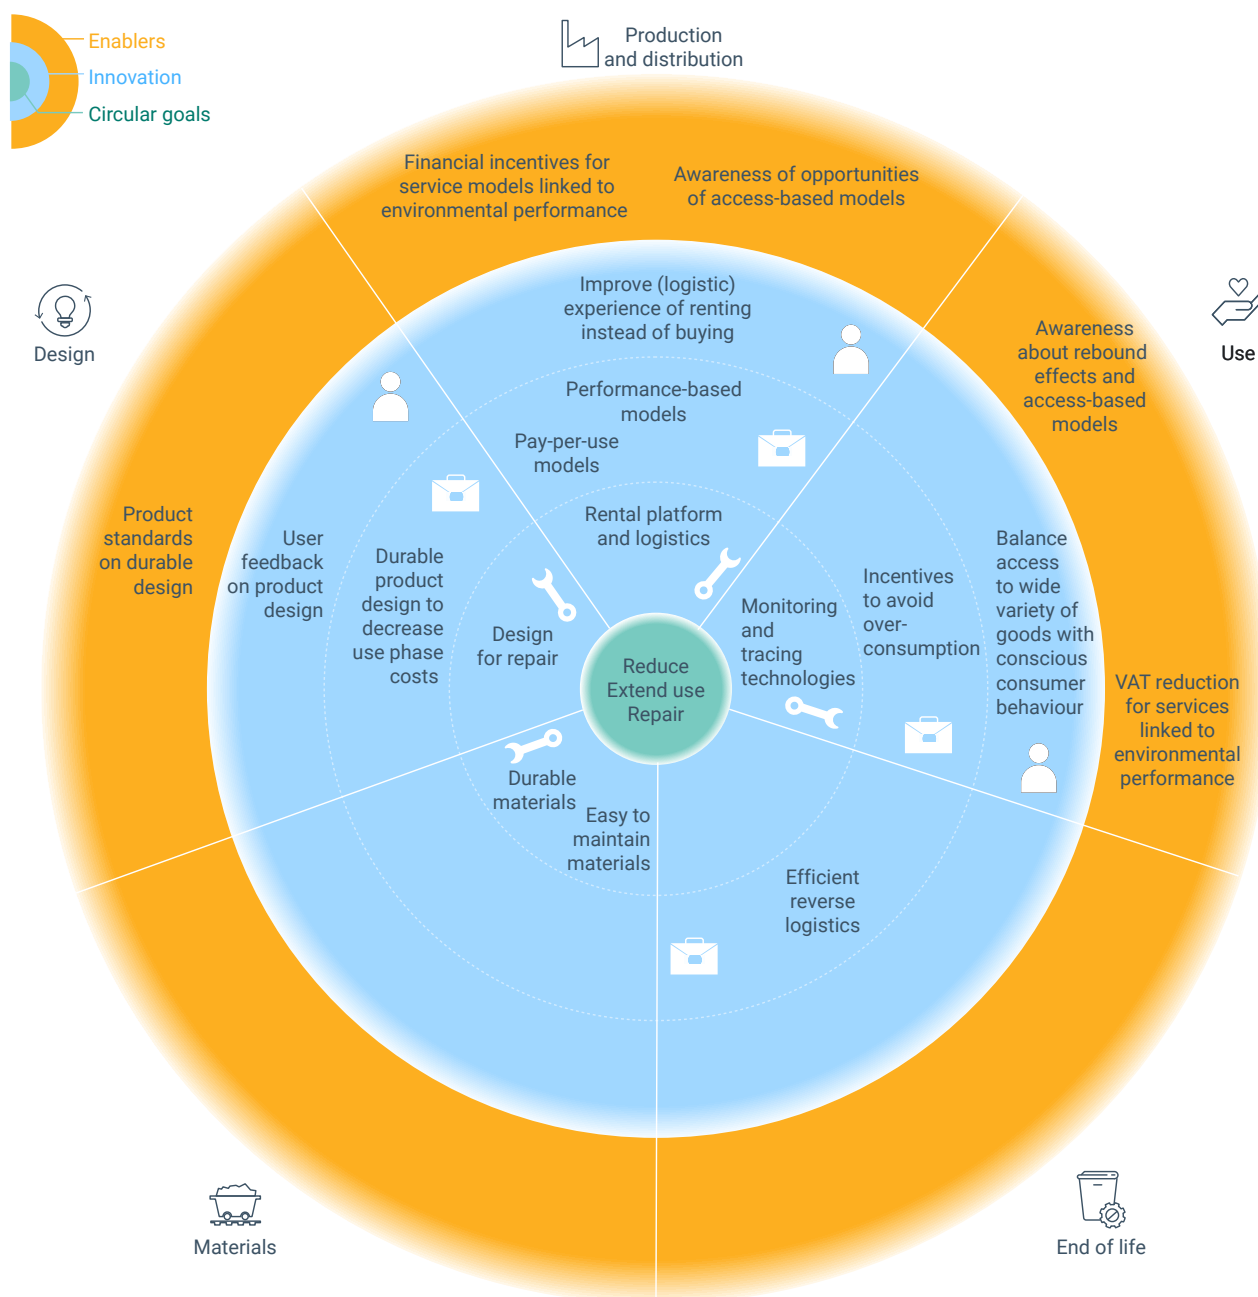 Enablers
Innovation
Circular goals
Production
and distribution
Financial incentives for
service models linked to
environmental performance
Awareness of opportunities
of access-based models
Improve (logistic)
experience of renting
instead of buying
Performance-based
models
Pay-per-use
models
Rental platform
and logistics
Design
Product
standards
on durable
design
User
feedback
on product
design
Durable
product
design to
decrease
use phase
costs
Design
for repair
Use
Awareness
about rebound
effects and
access-based
models
Monitoring
and
tracing
technologies
Incentives
to avoid
over-
consumption
Balance
access
to wide
variety of
goods with
conscious
consumer
behaviour
VAT reduction
for services
linked to
environmental
performance
Reduce
Extend use
Repair
Durable
materials
Easy to
maintain
materials
Efficient
reverse
logistics
Materials
End of life